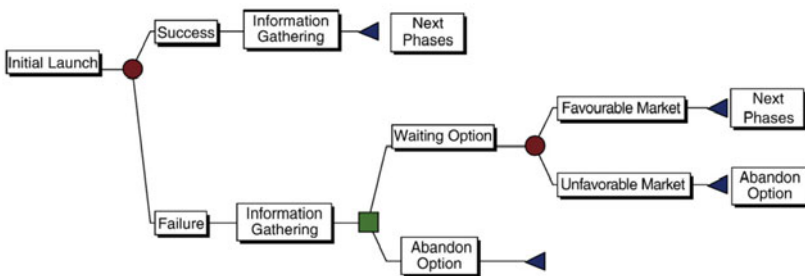 Initial Launch
Success
Information
Gathering
Next
Phases
Failure
Information
Gathering
Waiting Option
Favourable Market
Next
Phases
Unfavorable Market
Abandon
Option
Abandon
Option